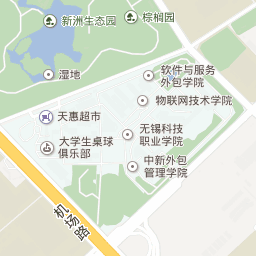 新洲生态园
棕榈园
湿地
软件与服务
外包学院
物联网技术学院
天惠超市
大学生桌球
俱乐部
无锡科技
职业学院
中新外包
管理学院
机场路